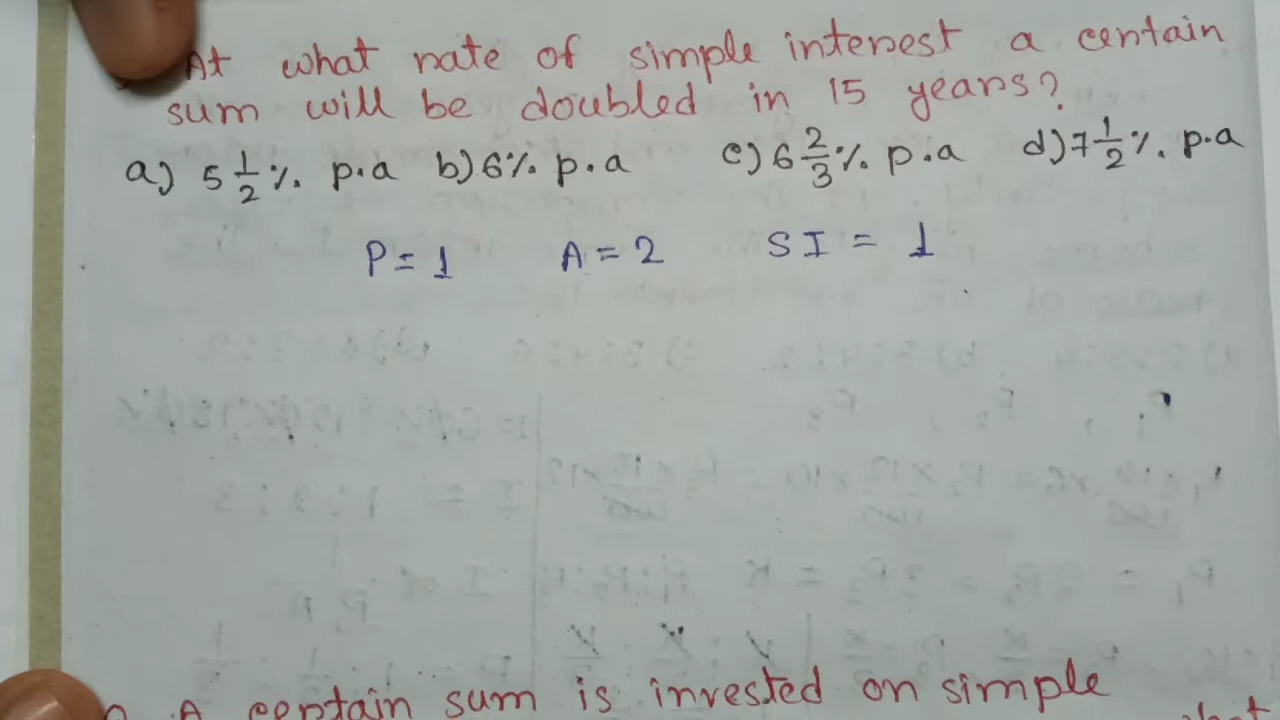 At what rate of simple interest a certain
sum will be doubled in 15 years?
a) 5 1/2 %. p.a b) 6% p.a c) 6 2/3 % p.a d) 7 1/2 %. p.a
P = 1 A = 2 SI = 1
A certain sum is invested on simple